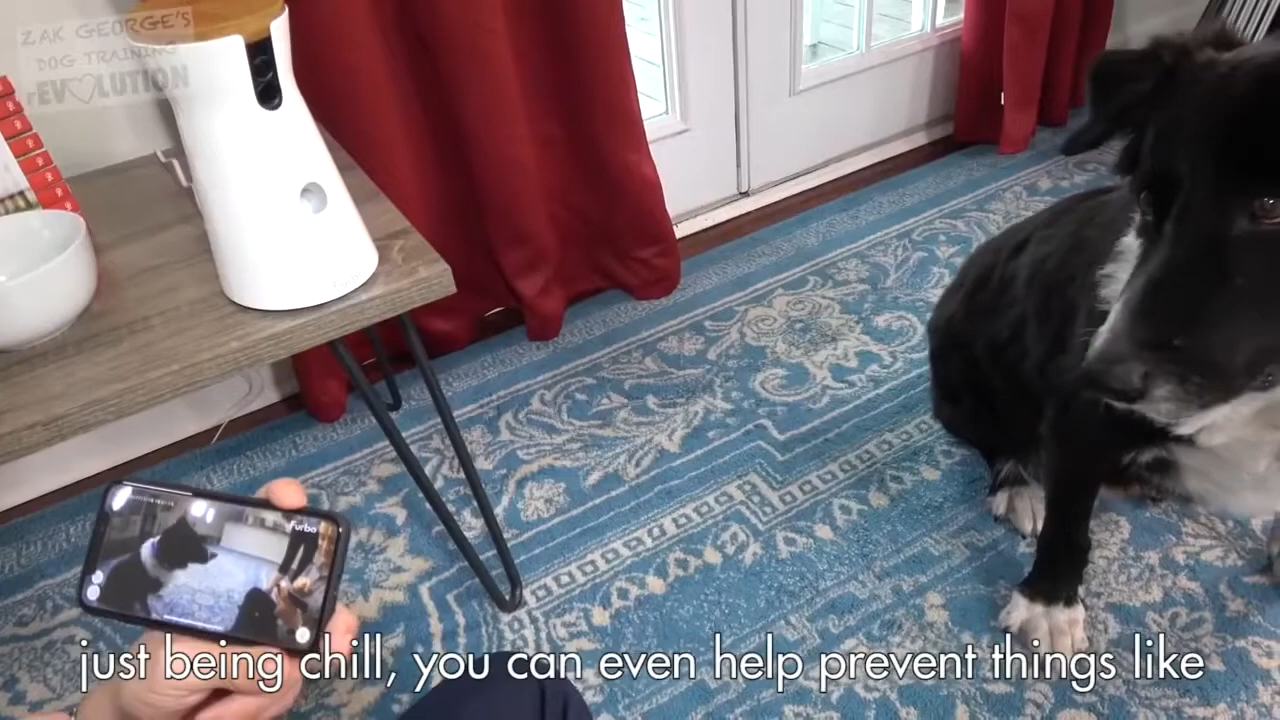 ZAK GEORGE'S
DOG TRAINING
rEVOLUTION
Furbo
just being chill, you can even help prevent things like